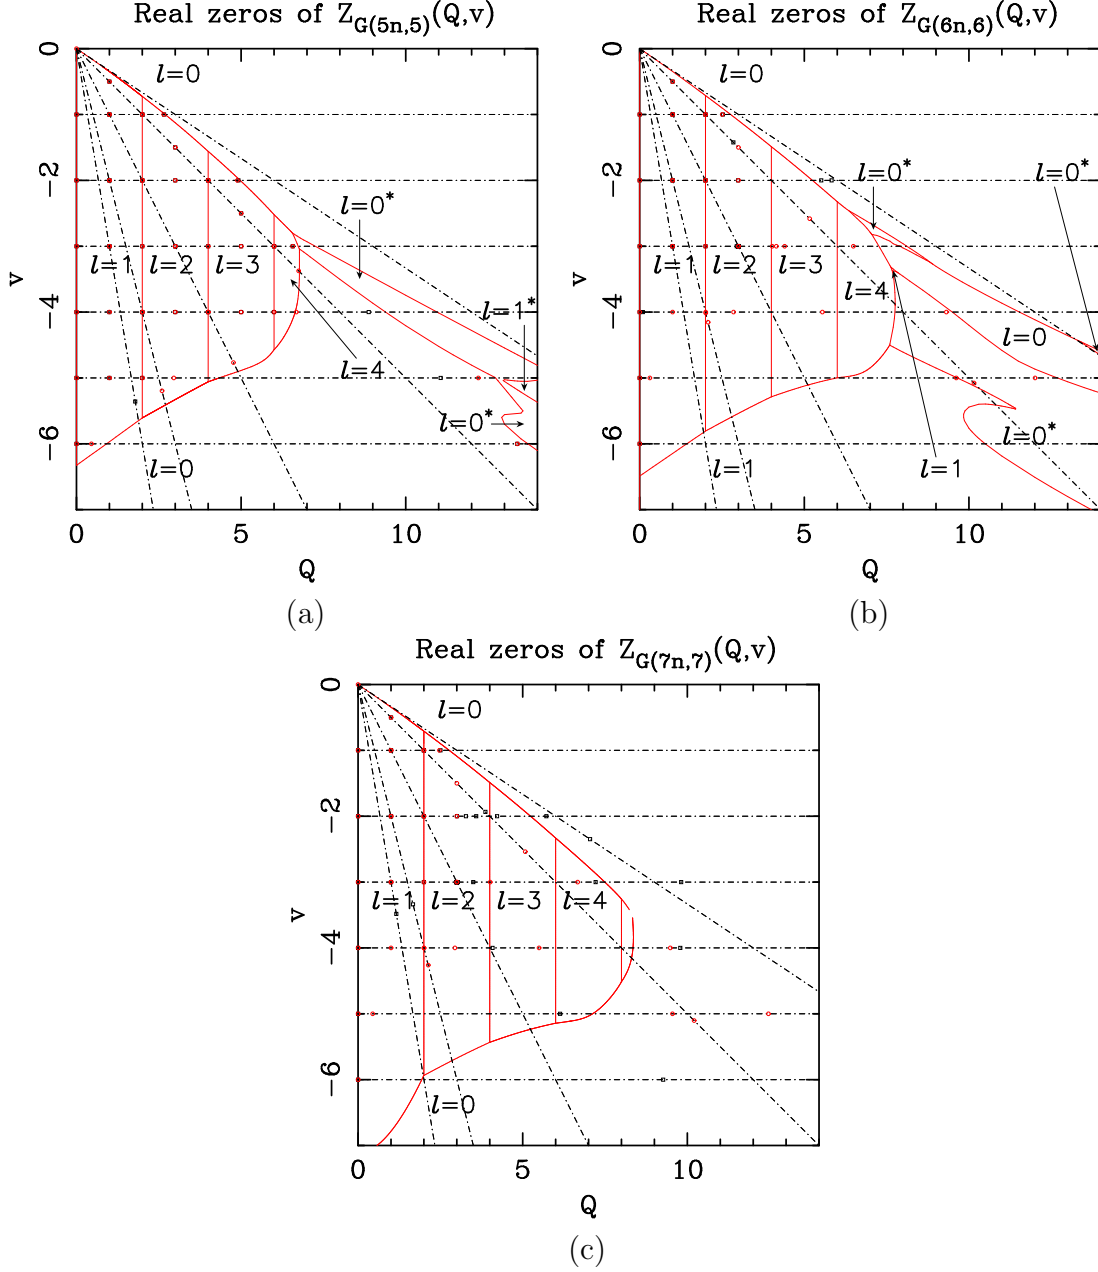 Real zeros of Z_{G(5n,5)}(Q,v)
0
-2
-4
-6
v
l=0
l=0*
l=1
l=2
l=3
l=1*
l=4
l=0*
l=0
0
5
10
Q
(a)
Real zeros of Z_{G(6n,6)}(Q,v)
0
-2
-4
-6
v
l=0
l=0*
l=0*
l=1
l=2
l=3
l=4
l=0
l=0*
l=1
l=1
0
5
10
Q
(b)
Real zeros of Z_{G(7n,7)}(Q,v)
0
-2
-4
-6
v
l=0
l=1
l=2
l=3
l=4
l=0
0
5
10
Q
(c)